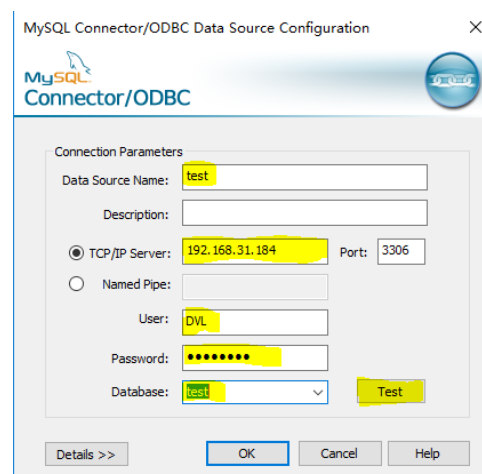 MySQL Connector/ODBC Data Source Configuration
MySQL
Connector/ODBC
Connection Parameters
Data Source Name: test
Description:
TCP/IP Server: 192.168.31.184 Port: 3306
Named Pipe:
User: DVL
Password: ●●●●●●●●
Database: test Test
Details >> OK Cancel Help